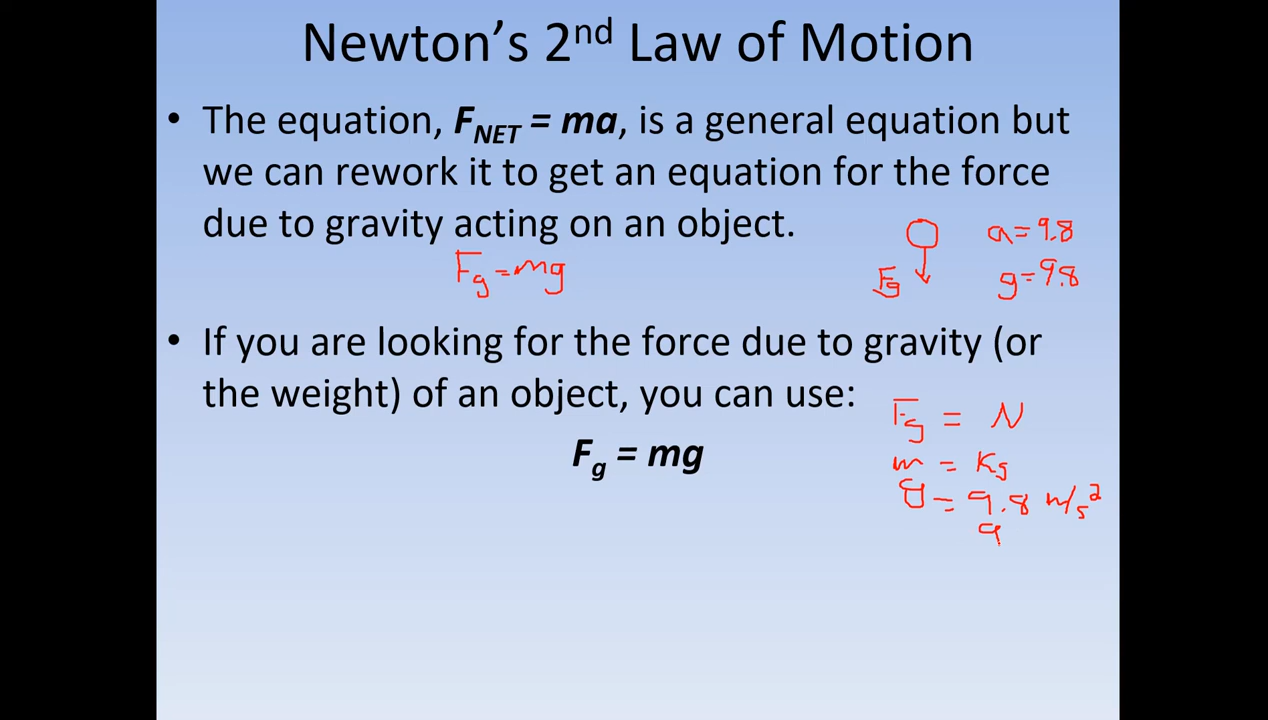 Newton's 2nd Law of Motion
• The equation, F_NET = ma, is a general equation but
we can rework it to get an equation for the force
due to gravity acting on an object.
Fg=mg
Fg
a=9.8
g=9.8
• If you are looking for the force due to gravity (or
the weight) of an object, you can use:
Fg = mg
Fg = N
m = Kg
g = 9.8 m/s²
9